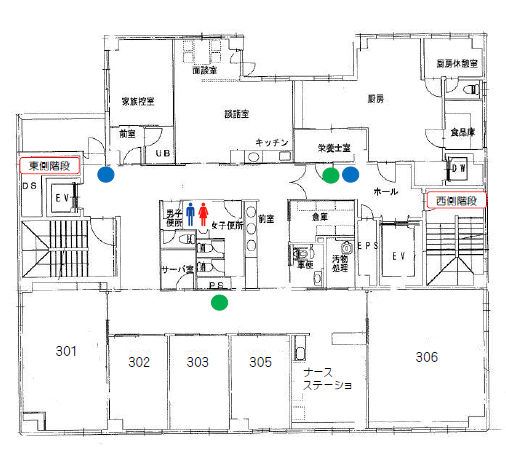 面談室
厨房休憩室
家族控室
談話室
厨房
前室
UB
キッチン
栄養士室
食品庫
東側階段
DW
DS
EV
ホール
西側階段
男子
便所
女子便所
前室
倉庫
サーバ室
PS
車便
汚物
処理
EPS
EV
301
302
303
305
ナース
ステーショ
306